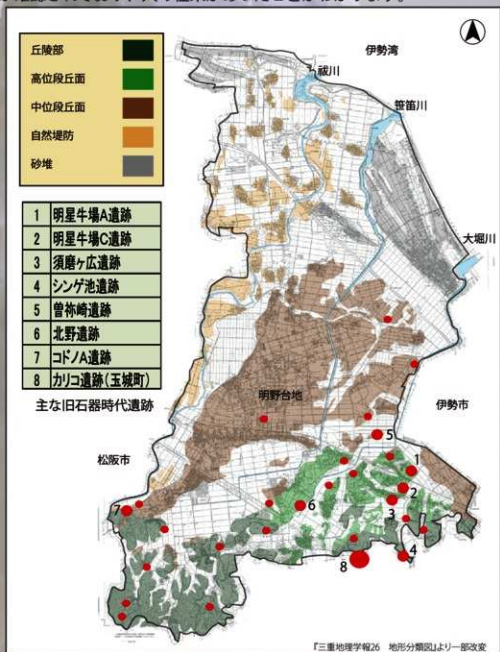 丘陵部
高位段丘面
中位段丘面
自然堤防
砂堆
伊勢湾
祓川
笹笛川
大堀川
1 明星牛場A遺跡
2 明星牛場C遺跡
3 須磨ヶ広遺跡
4 シンゲ池遺跡
5 曽祢崎遺跡
6 北野遺跡
7 コドノA遺跡
8 カリコ遺跡(玉城町)
主な旧石器時代遺跡
明野台地
伊勢市
松阪市
5
1
2
3
6
7
4
8
『三重地理学報26 地形分類図』より一部改変